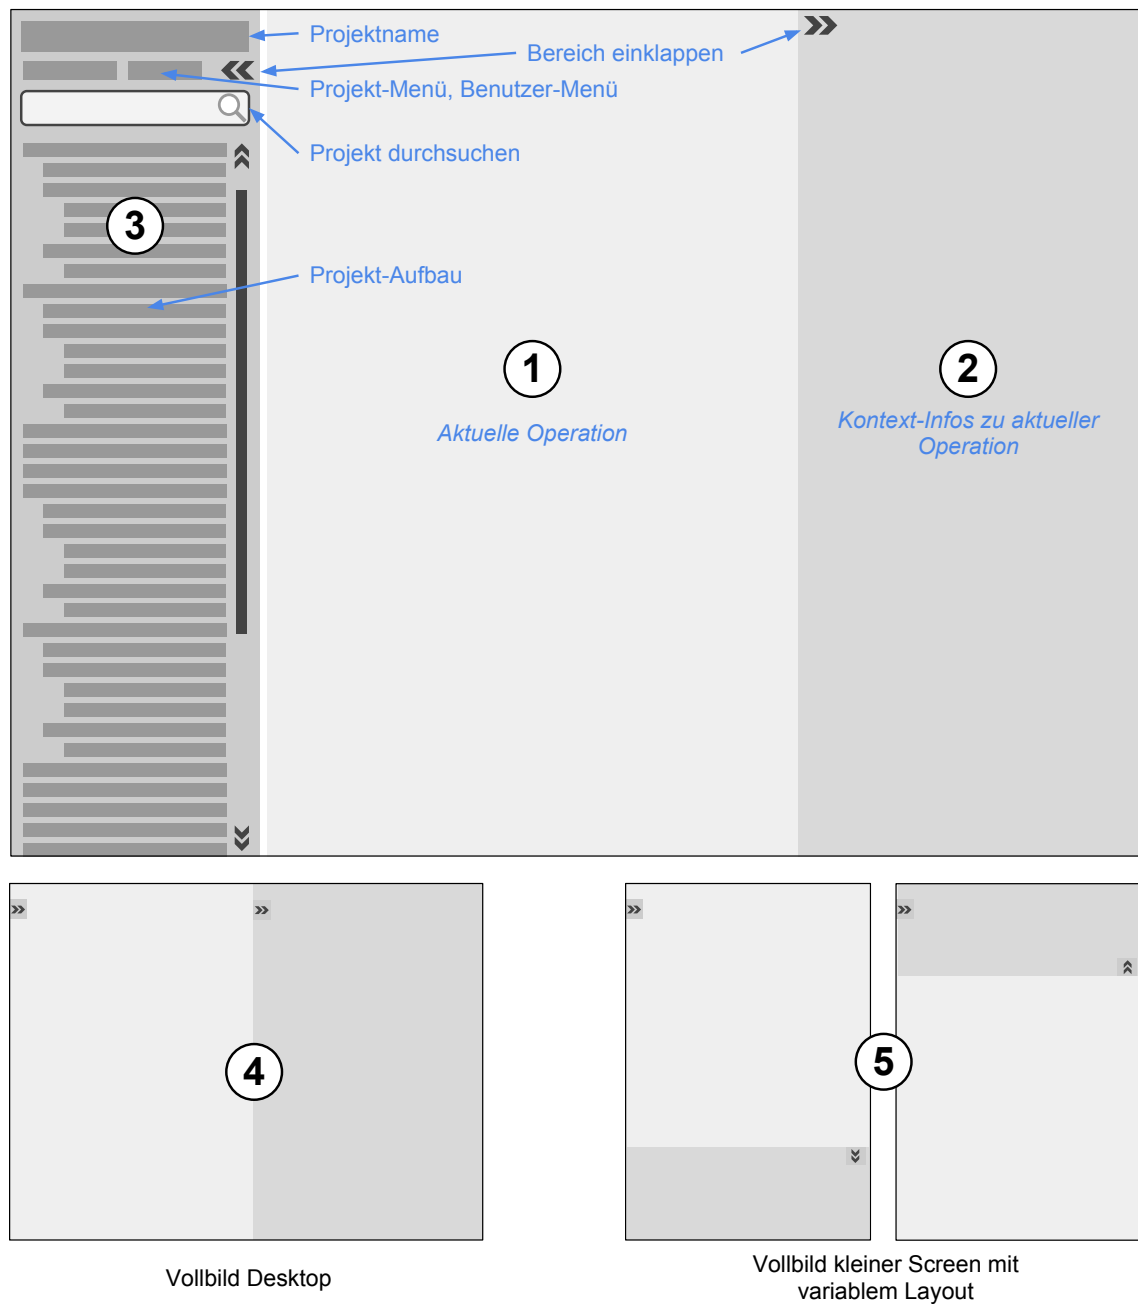 Projektname
Bereich einklappen
Projekt-Menü, Benutzer-Menü
Projekt durchsuchen
3
Projekt-Aufbau
1
Aktuelle Operation
2
Kontext-Infos zu aktueller
Operation
4
5
Vollbild Desktop
Vollbild kleiner Screen mit
variablem Layout